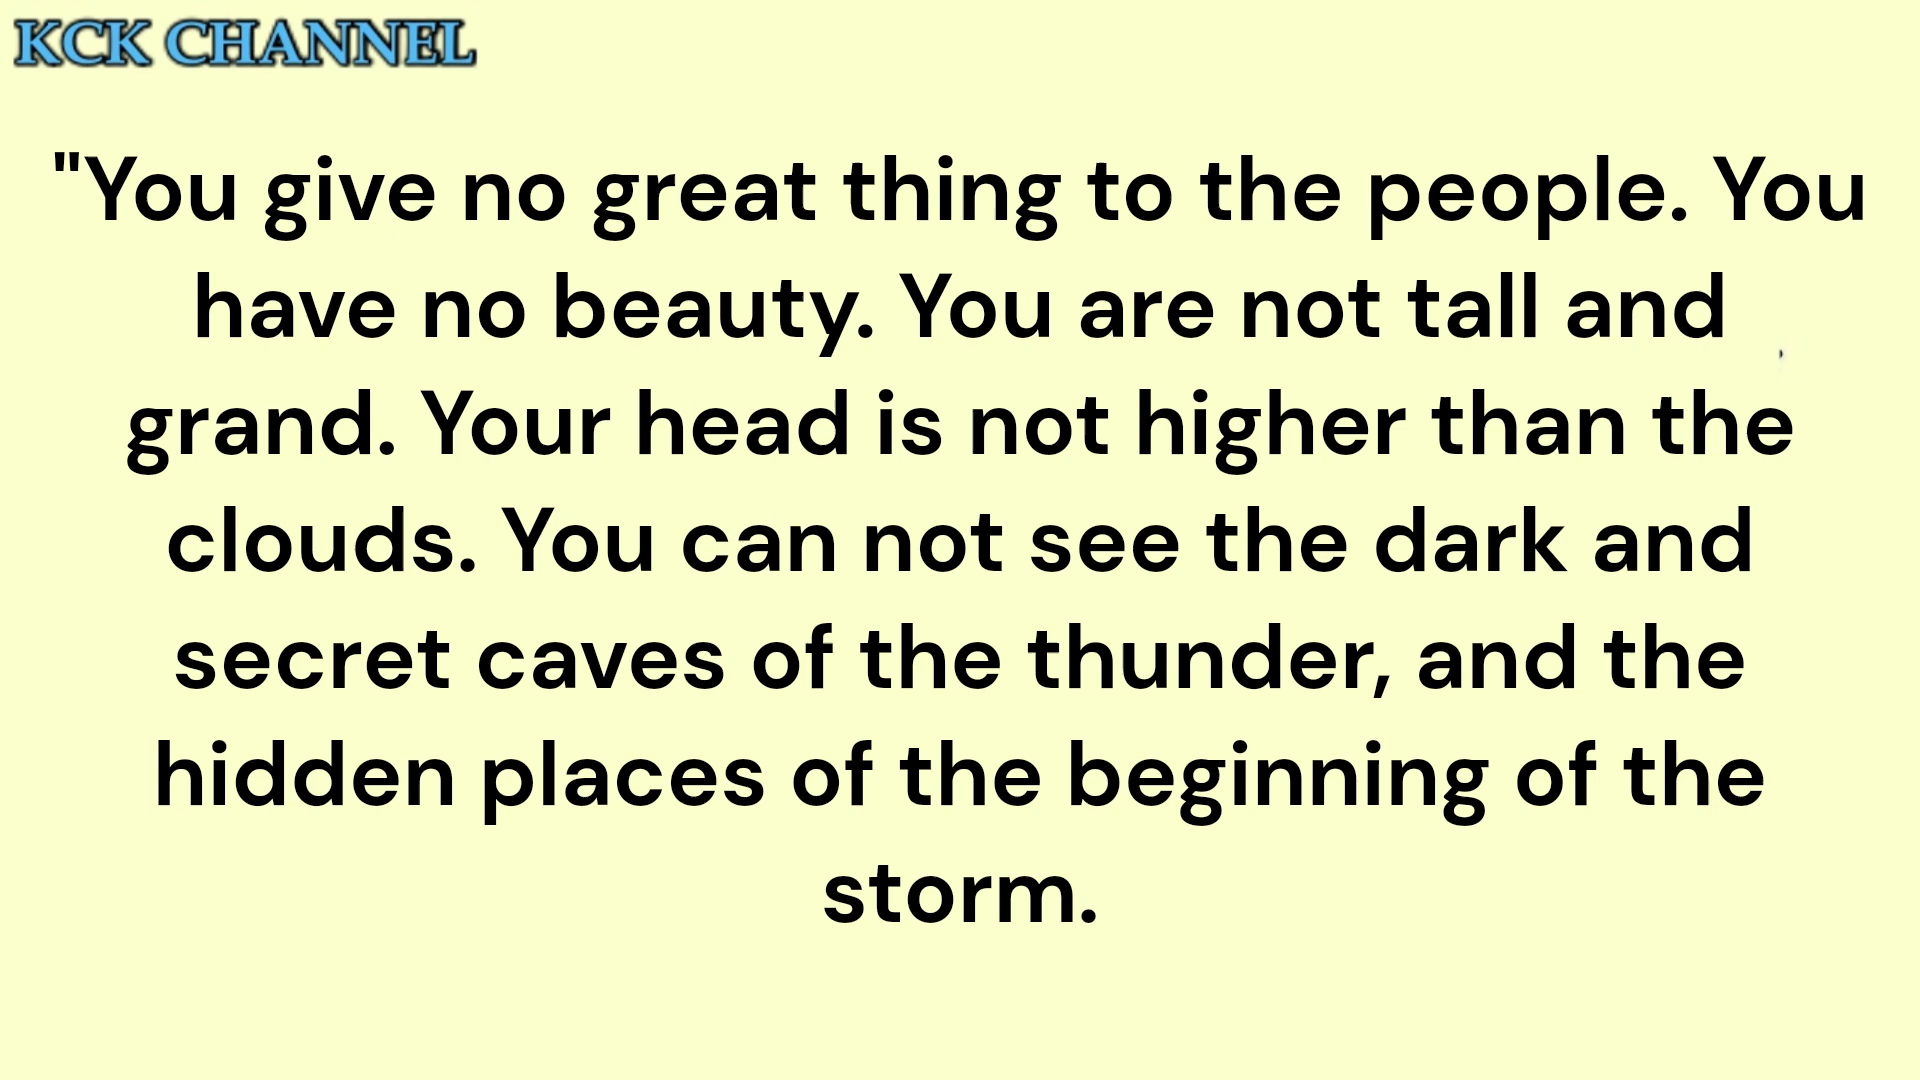 KCK CHANNEL
"You give no great thing to the people. You
have no beauty. You are not tall and
grand. Your head is not higher than the
clouds. You can not see the dark and
secret caves of the thunder, and the
hidden places of the beginning of the
storm.